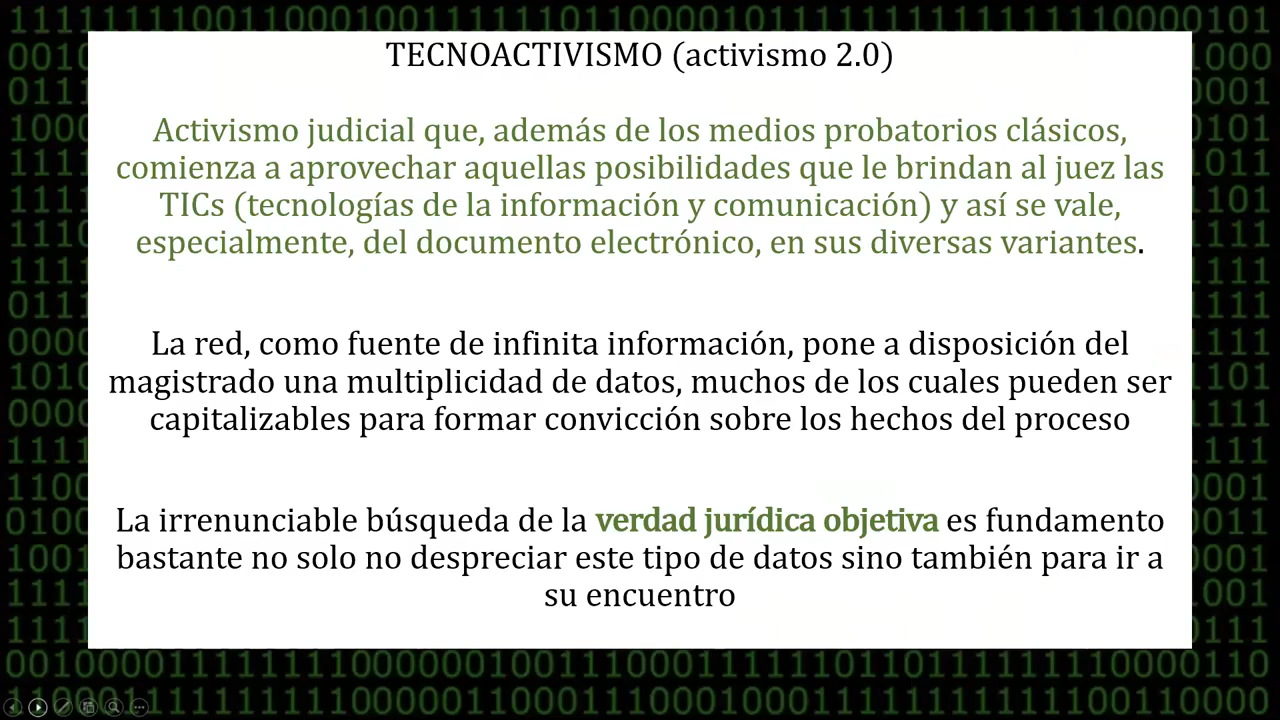 TECNOACTIVISMO (activismo 2.0)
Activismo judicial que, además de los medios probatorios clásicos,
comienza a aprovechar aquellas posibilidades que le brindan al juez las
TICs (tecnologías de la información y comunicación) y así se vale,
especialmente, del documento electrónico, en sus diversas variantes.
La red, como fuente de infinita información, pone a disposición del
magistrado una multiplicidad de datos, muchos de los cuales pueden ser
capitalizables para formar convicción sobre los hechos del proceso
La irrenunciable búsqueda de la verdad jurídica objetiva es fundamento
bastante no solo no despreciar este tipo de datos sino también para ir a
su encuentro